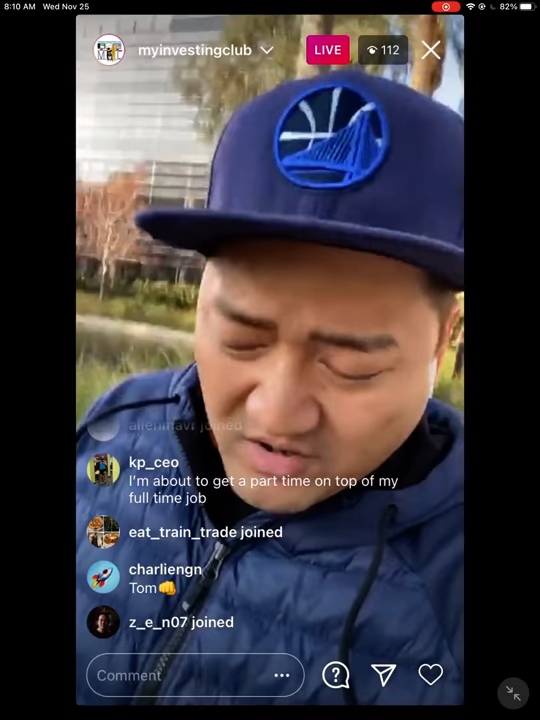 8:10 AM Wed Nov 25
82%
myinvestingclub
LIVE
112
joined
kp_ceo
I'm about to get a part time on top of my
full time job
eat_train_trade joined
charliengn
Tom👊
z_e_n07 joined
Comment